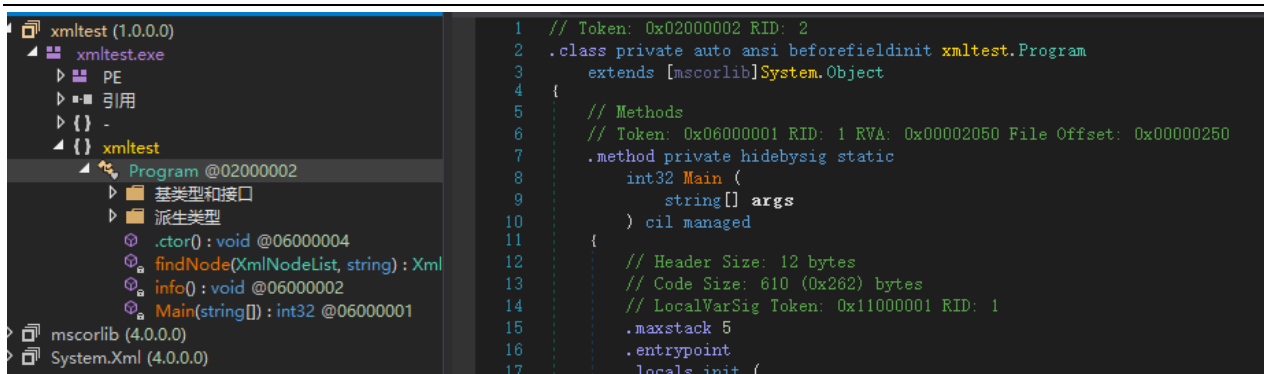 xmltest (1.0.0.0)
xmltest.exe
PE
引用
{} -
{} xmltest
Program @02000002
基类型和接口
派生类型
.ctor() : void @06000004
findNode(XmlNodeList, string) : Xml
info() : void @06000002
Main(string[]) : int32 @06000001
mscorlib (4.0.0.0)
System.Xml (4.0.0.0)
1 // Token: 0x02000002 RID: 2
2 .class private auto ansi beforefieldinit xmltest.Program
3 extends [mscorlib]System.Object
4 {
5 // Methods
6 // Token: 0x06000001 RID: 1 RVA: 0x00002050 File Offset: 0x00000250
7 .method private hidebysig static
8 int32 Main (
9 string[] args
10 ) cil managed
11 {
12 // Header Size: 12 bytes
13 // Code Size: 610 (0x262) bytes
14 // LocalVarSig Token: 0x11000001 RID: 1
15 .maxstack 5
16 .entrypoint
17 .locals init (